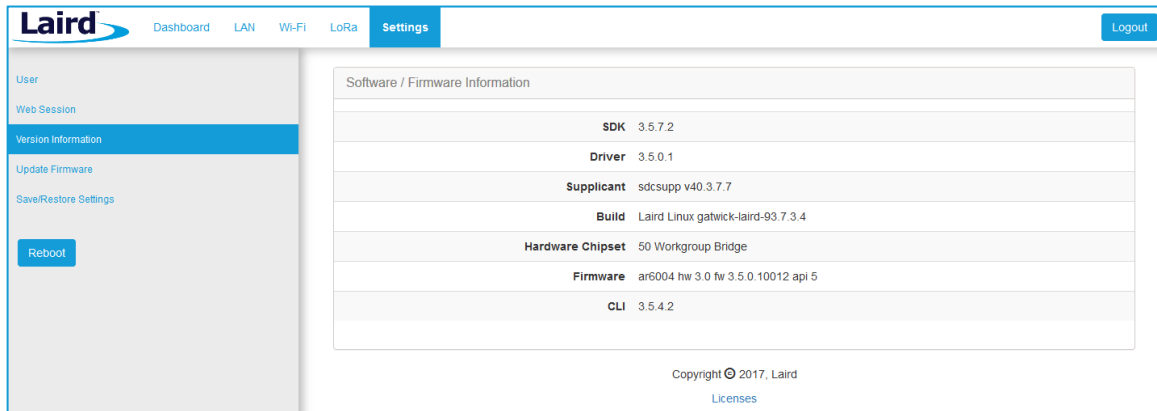 Laird
Dashboard LAN Wi-Fi LoRa Settings Logout
User
Web Session
Version Information
Update Firmware
Save/Restore Settings
Reboot
Software / Firmware Information
SDK 3.5.7.2
Driver 3.5.0.1
Supplicant sdcsupp v40.3.7.7
Build Laird Linux gatwick-laird-93.7.3.4
Hardware Chipset 50 Workgroup Bridge
Firmware ar6004 hw 3.0 fw 3.5.0.10012 api 5
CLI 3.5.4.2
Copyright © 2017, Laird
Licenses